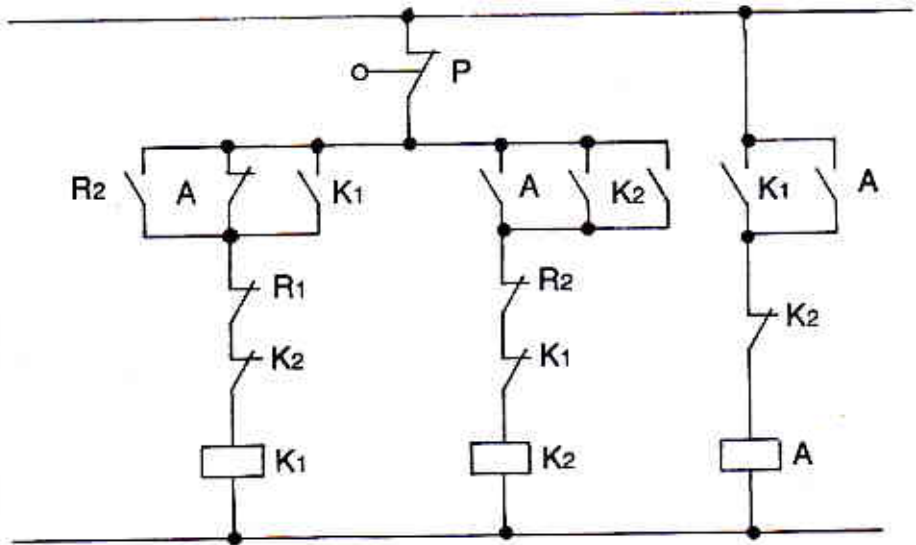 P
R2 A K1 A K2 K1 A
R1 R2 K2
K2 K1
K1 K2 A